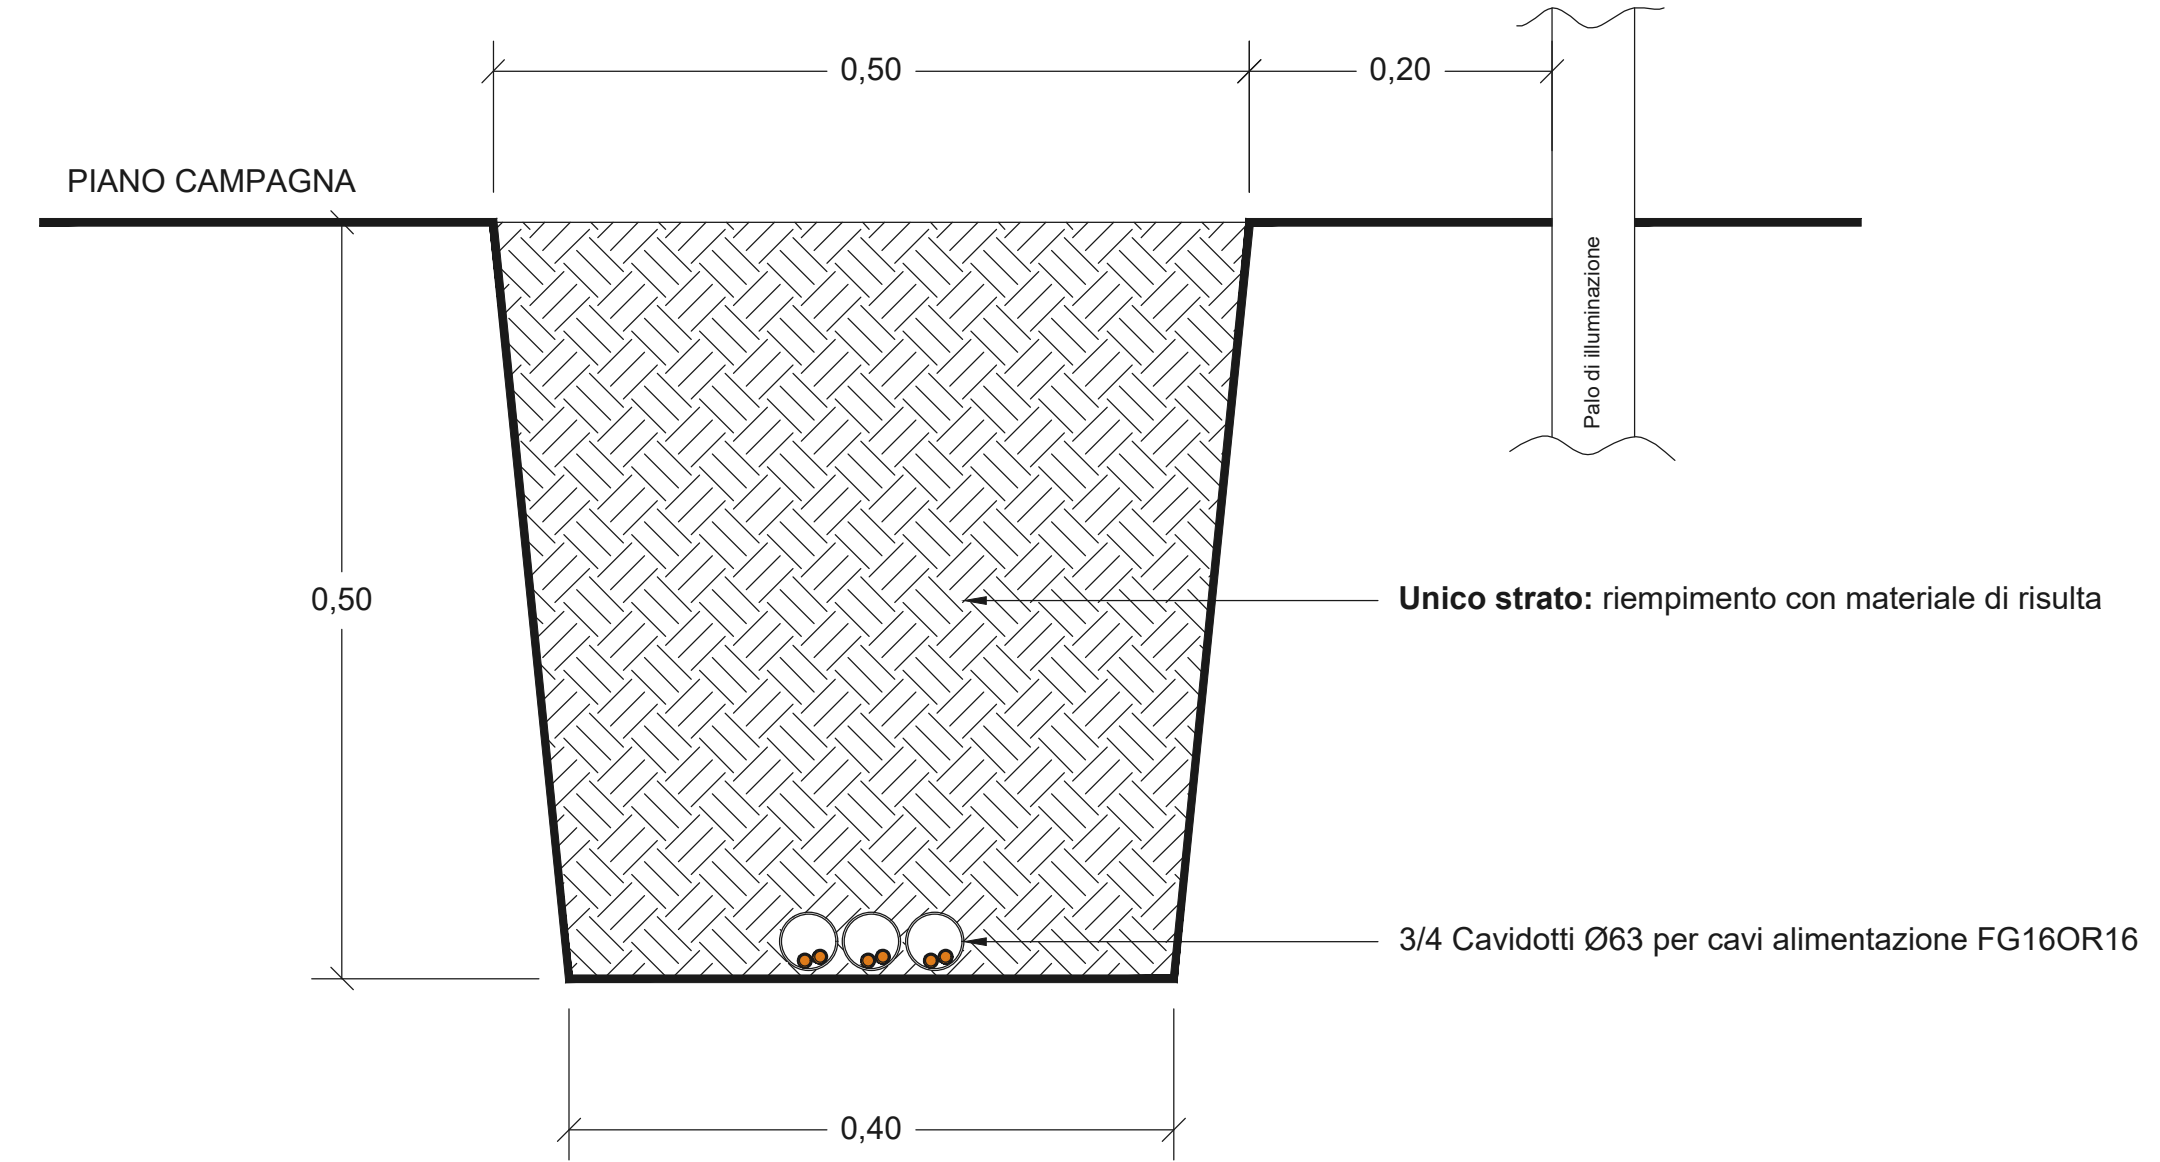 0,50
0,20
PIANO CAMPAGNA
Palo di illuminazione
0,50
Unico strato: riempimento con materiale di risulta
3/4 Cavidotti Ø63 per cavi alimentazione FG16OR16
0,40